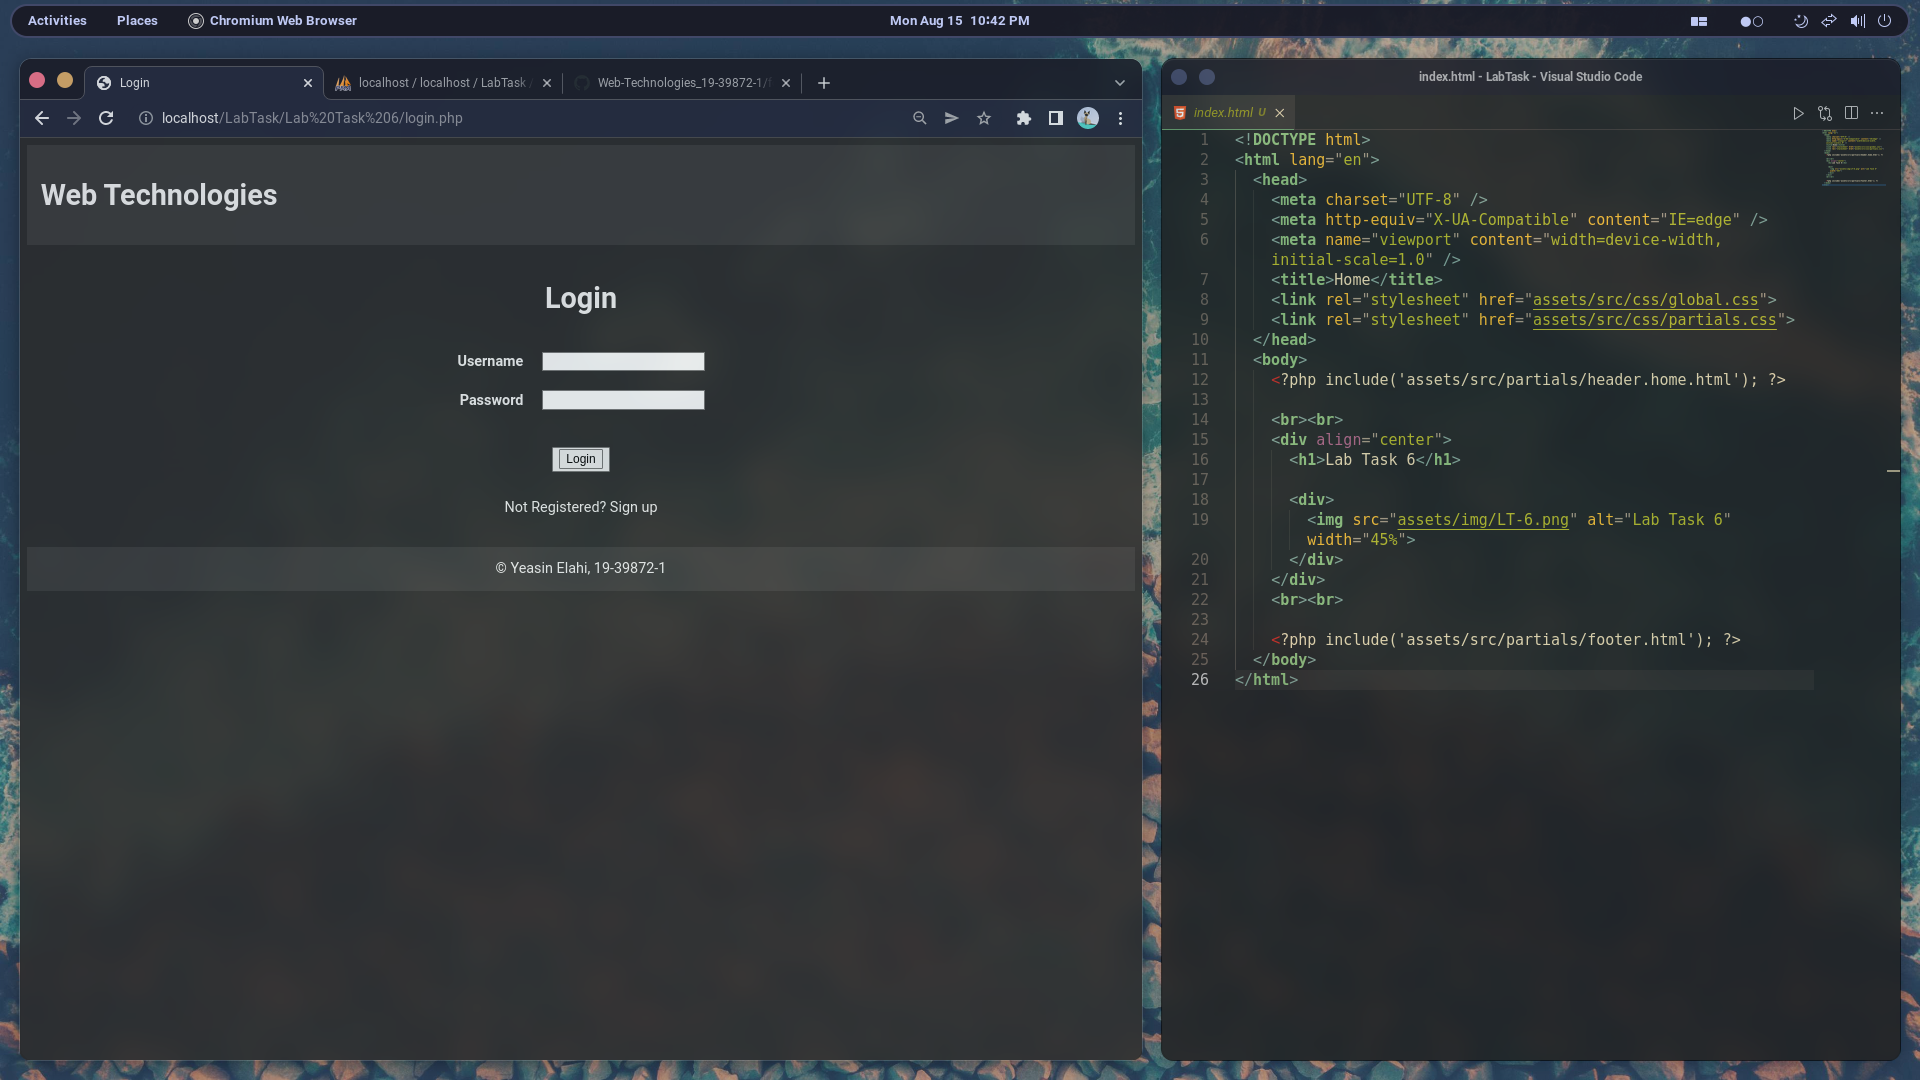 Activities
Places
Chromium Web Browser
Mon Aug 15 10:42 PM
Login
localhost / localhost / LabTask
Web-Technologies_19-39872-1/
localhost/LabTask/Lab%20Task%206/login.php
Web Technologies
Login
Username
Password
Login
Not Registered? Sign up
© Yeasin Elahi, 19-39872-1
index.html - LabTask - Visual Studio Code
index.html U
1 <!DOCTYPE html>
2 <html lang="en">
3 <head>
4 <meta charset="UTF-8" />
5 <meta http-equiv="X-UA-Compatible" content="IE=edge" />
6 <meta name="viewport" content="width=device-width,
initial-scale=1.0" />
7 <title>Home</title>
8 <link rel="stylesheet" href="assets/src/css/global.css">
9 <link rel="stylesheet" href="assets/src/css/partials.css">
10 </head>
11 <body>
12 <?php include('assets/src/partials/header.home.html'); ?>
13
14 <br><br>
15 <div align="center">
16 <h1>Lab Task 6</h1>
17
18 <div>
19 <img src="assets/img/LT-6.png" alt="Lab Task 6"
width="45%">
20 </div>
21 </div>
22 <br><br>
23
24 <?php include('assets/src/partials/footer.html'); ?>
25 </body>
26 </html>